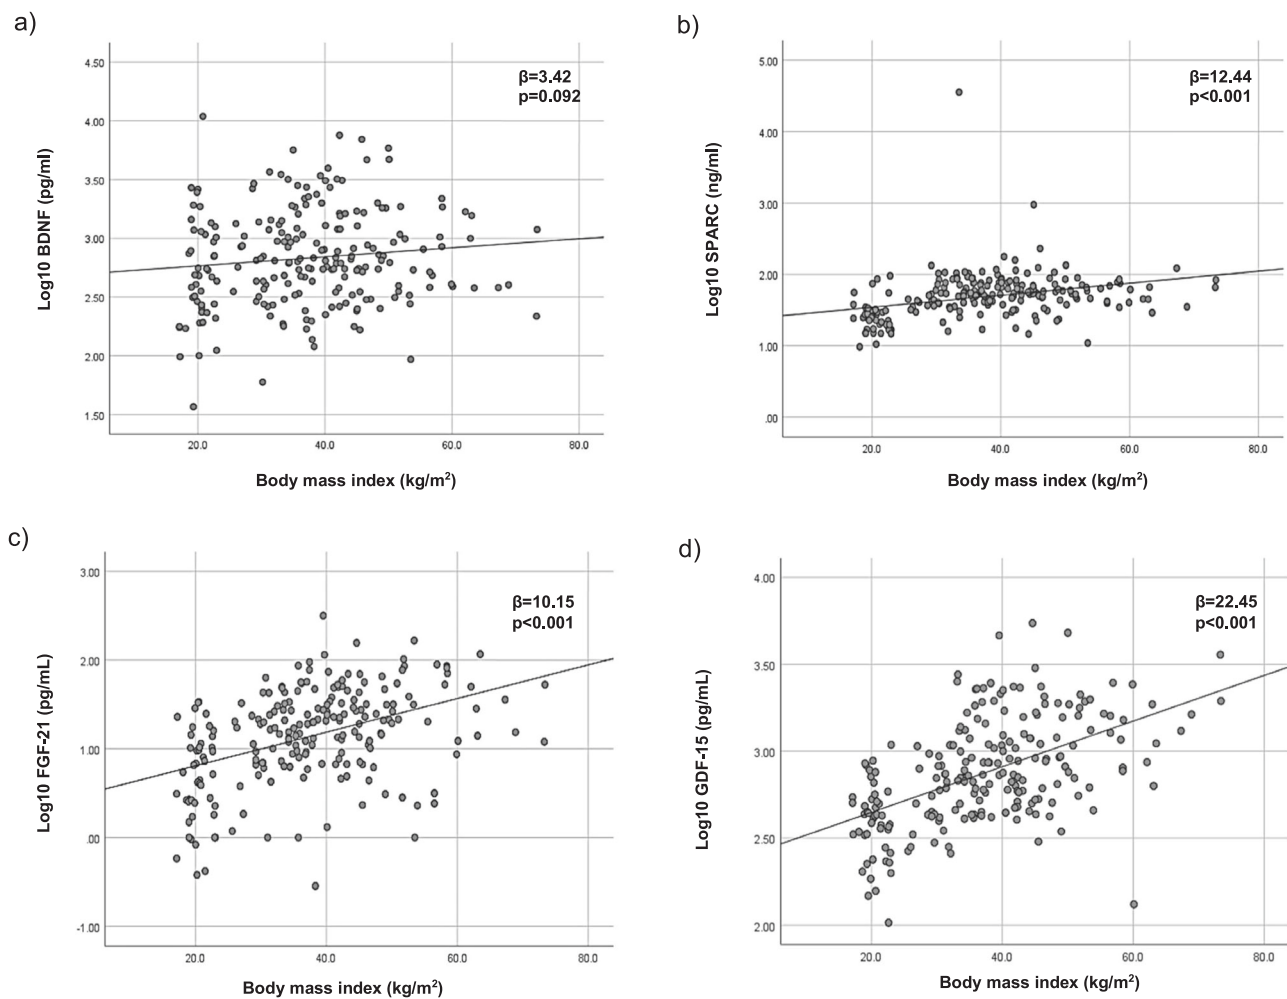 a)
4.50
4.00
3.50
3.00
2.50
2.00
1.50
20.0 40.0 60.0 80.0
Log10 BDNF (pg/ml)
Body mass index (kg/m²)
β=3.42
p=0.092
b)
5.00
4.00
3.00
2.00
1.00
.00
20.0 40.0 60.0 80.0
Log10 SPARC (ng/ml)
Body mass index (kg/m²)
β=12.44
p<0.001
c)
3.00
2.00
1.00
.00
-1.00
20.0 40.0 60.0 80.0
Log10 FGF-21 (pg/mL)
Body mass index (kg/m²)
β=10.15
p<0.001
d)
4.00
3.50
3.00
2.50
2.00
20.0 40.0 60.0 80.0
Log10 GDF-15 (pg/mL)
Body mass index (kg/m²)
β=22.45
p<0.001